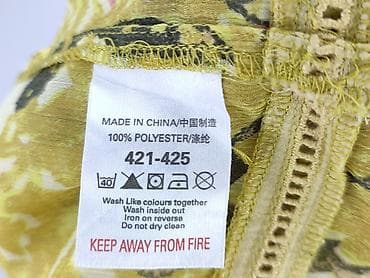 MADE IN CHINA/中国制造
100% POLYESTER/涤纶
421-425
40
Wash Like colours together
Wash inside out
Iron on reverse
Do not dry clean
KEEP AWAY FROM FIRE